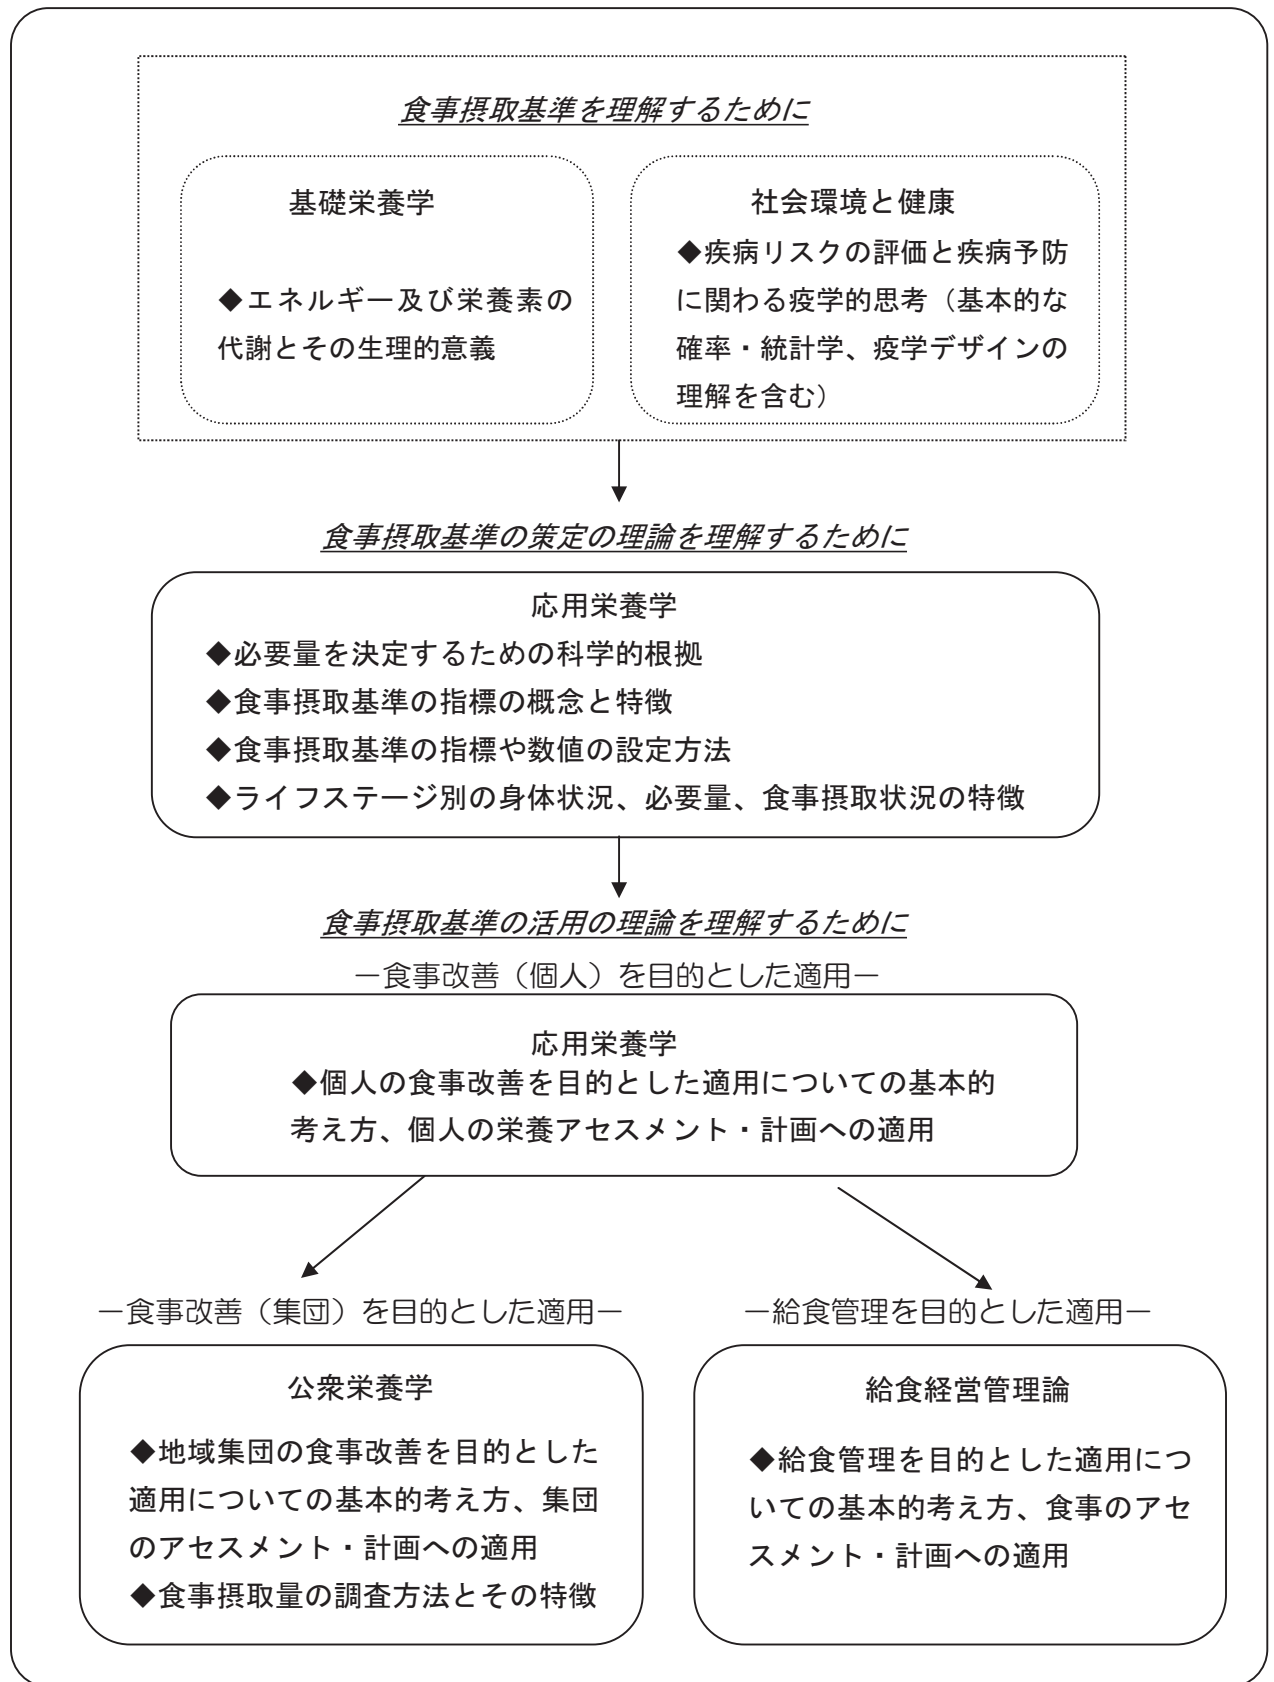 食事摂取基準を理解するために
基礎栄養学
◆エネルギー及び栄養素の
代謝とその生理的意義
社会環境と健康
◆疾病リスクの評価と疾病予防
に関わる疫学的思考（基本的な
確率・統計学、疫学デザインの
理解を含む）
食事摂取基準の策定の理論を理解するために
応用栄養学
◆必要量を決定するための科学的根拠
◆食事摂取基準の指標の概念と特徴
◆食事摂取基準の指標や数値の設定方法
◆ライフステージ別の身体状況、必要量、食事摂取状況の特徴
食事摂取基準の活用の理論を理解するために
－食事改善（個人）を目的とした適用－
応用栄養学
◆個人の食事改善を目的とした適用についての基本的
考え方、個人の栄養アセスメント・計画への適用
－食事改善（集団）を目的とした適用－
公衆栄養学
◆地域集団の食事改善を目的とした
適用についての基本的考え方、集団
のアセスメント・計画への適用
◆食事摂取量の調査方法とその特徴
－給食管理を目的とした適用－
給食経営管理論
◆給食管理を目的とした適用につ
いての基本的考え方、食事のアセ
スメント・計画への適用